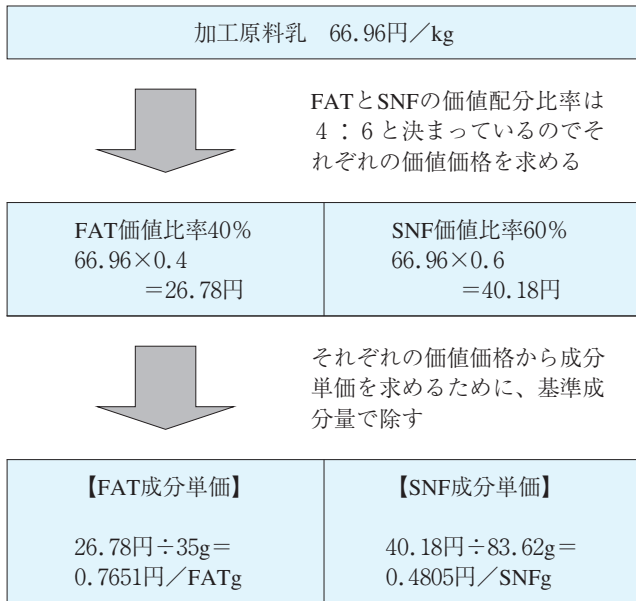 加工原料乳　66.96円／kg
FATとSNFの価値配分比率は
４：６と決まっているのでそ
れぞれの価値価格を求める
FAT価値比率40％
66.96×0.4
＝26.78円
SNF価値比率60％
66.96×0.6
＝40.18円
それぞれの価値価格から成分
単価を求めるために、基準成
分量で除す
【FAT成分単価】
26.78円÷35g＝
0.7651円／FATg
【SNF成分単価】
40.18円÷83.62g＝
0.4805円／SNFg